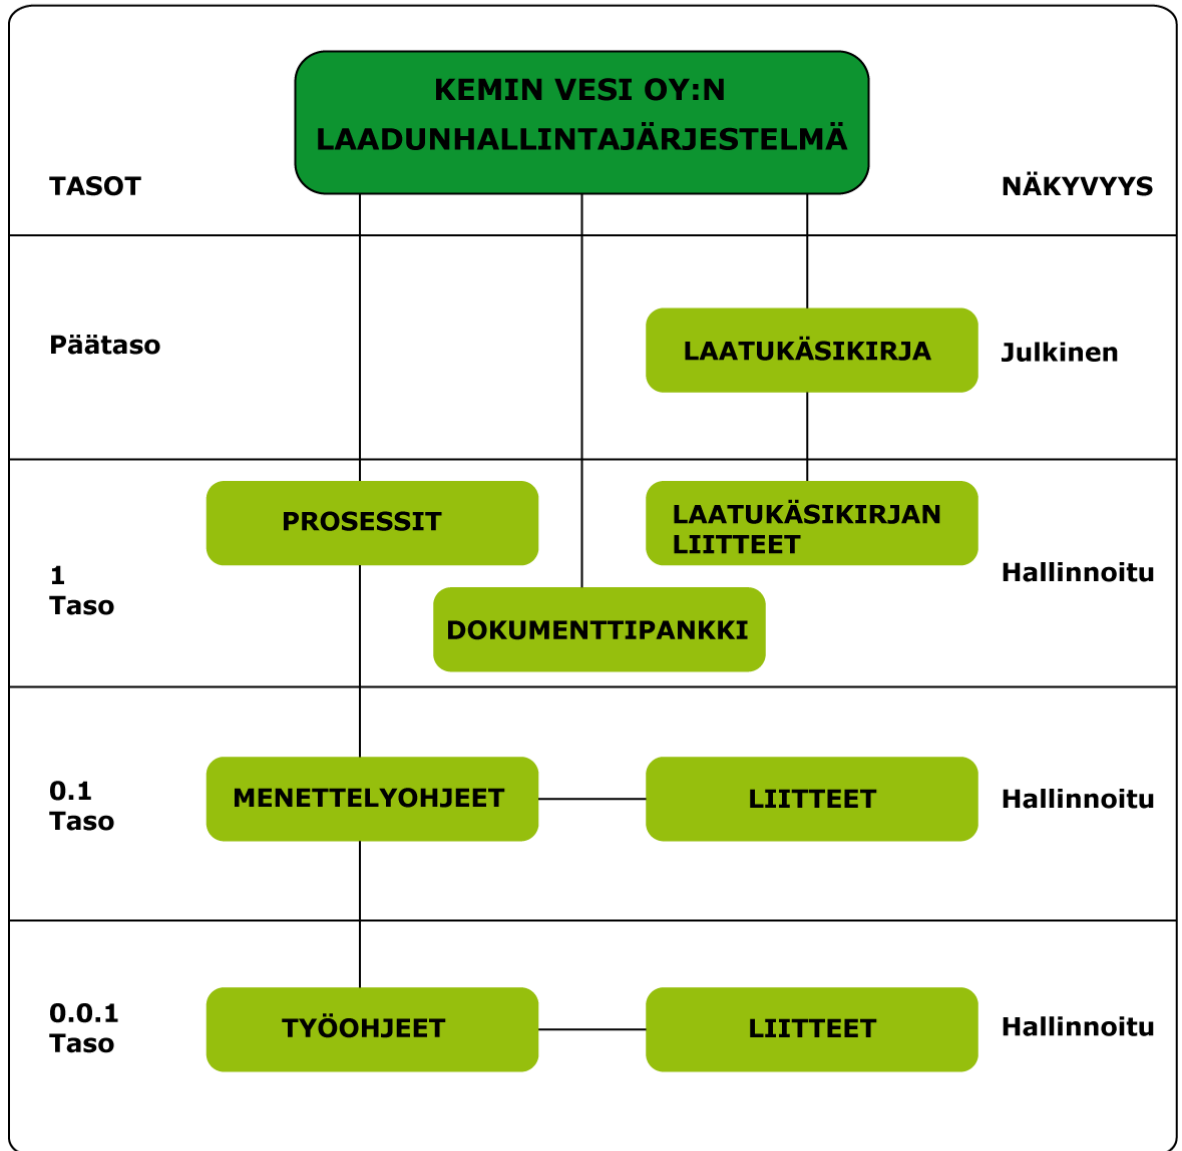 KEMIN VESI OY:N
LAADUNHALLINTAJÄRJESTELMÄ
TASOT
NÄKYVYYS
Päätaso
LAATUKÄSIKIRJA
Julkinen
PROSESSIT
LAATUKÄSIKIRJAN
LIITTEET
1
Taso
Hallinnoitu
DOKUMENTTIPANKKI
0.1
Taso
MENETTELYOHJEET
LIITTEET
Hallinnoitu
0.0.1
Taso
TYÖOHJEET
LIITTEET
Hallinnoitu